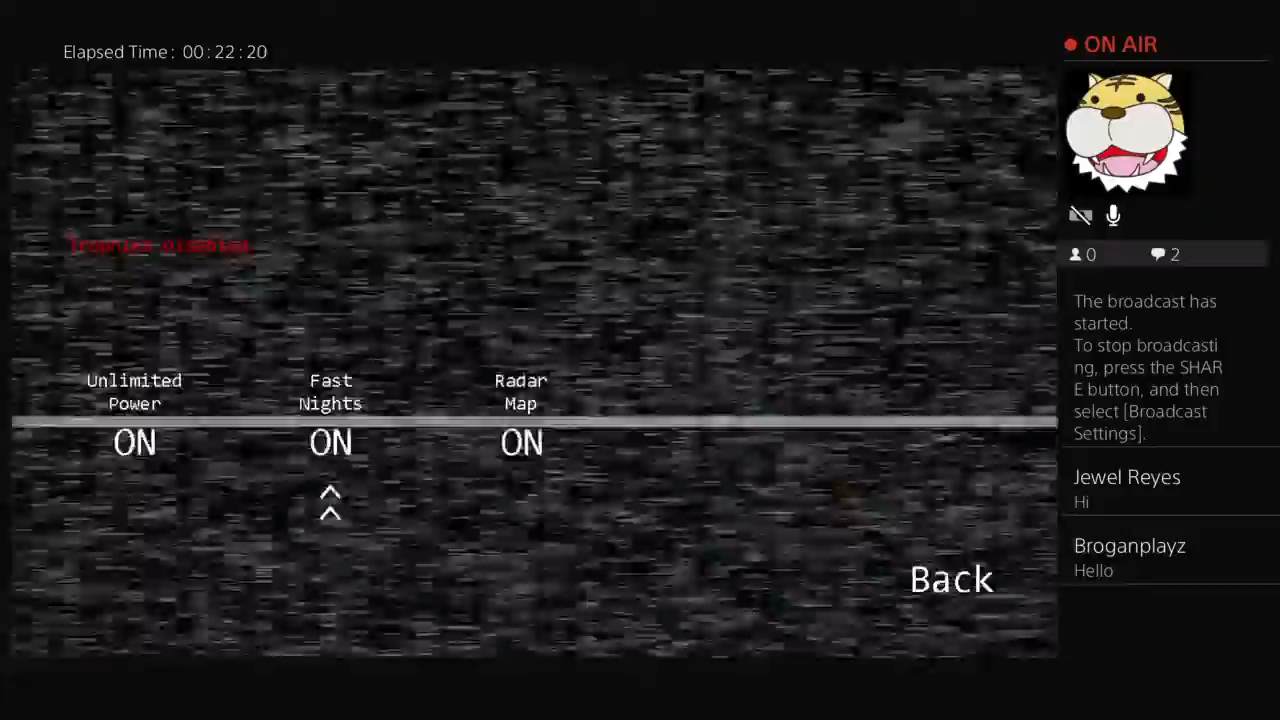 Elapsed Time: 00:22:20
ON AIR
0
2
Trophies Disabled
The broadcast has
started.
To stop broadcasti
ng, press the SHAR
E button, and then
select [Broadcast
Settings].
Unlimited
Power
ON
Fast
Nights
ON
Radar
Map
ON
Jewel Reyes
Hi
Broganplayz
Hello
Back